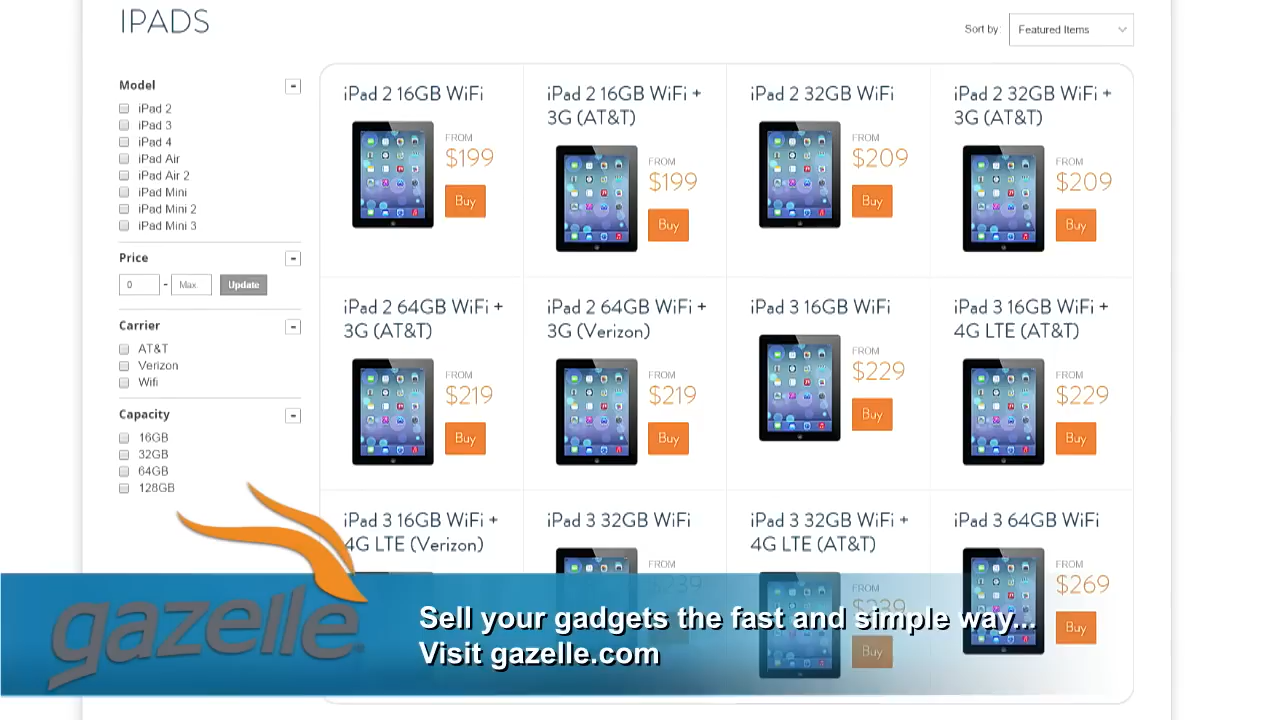 IPADS
Sort by: Featured Items
Model
-
iPad 2
iPad 3
iPad 4
iPad Air
iPad Air 2
iPad Mini
iPad Mini 2
iPad Mini 3
Price
-
0 - Max. Update
Carrier
-
AT&T
Verizon
Wifi
Capacity
-
16GB
32GB
64GB
128GB
iPad 2 16GB WiFi
FROM
$199
Buy
iPad 2 16GB WiFi +
3G (AT&T)
FROM
$199
Buy
iPad 2 32GB WiFi
FROM
$209
Buy
iPad 2 32GB WiFi +
3G (AT&T)
FROM
$209
Buy
iPad 2 64GB WiFi +
3G (AT&T)
FROM
$219
Buy
iPad 2 64GB WiFi +
3G (Verizon)
FROM
$219
Buy
iPad 3 16GB WiFi
FROM
$229
Buy
iPad 3 16GB WiFi +
4G LTE (AT&T)
FROM
$229
Buy
iPad 3 16GB WiFi +
4G LTE (Verizon)
iPad 3 32GB WiFi
FROM
$239
iPad 3 32GB WiFi +
4G LTE (AT&T)
FROM
$239
Buy
iPad 3 64GB WiFi
FROM
$269
Buy
gazelle
Sell your gadgets the fast and simple way...
Visit gazelle.com